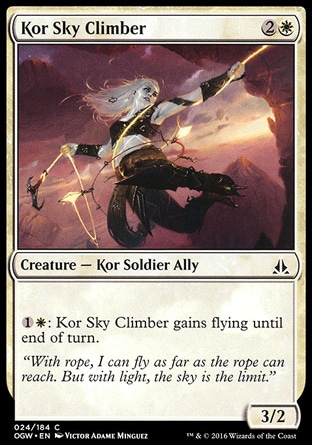 Kor Sky Climber 2
Creature — Kor Soldier Ally
1: Kor Sky Climber gains flying until
end of turn.
“With rope, I can fly as far as the rope can
reach. But with light, the sky is the limit.”
3/2
024/184 C
OGW • EN Victor Adame Minguez
™ & © 2016 Wizards of the Coast